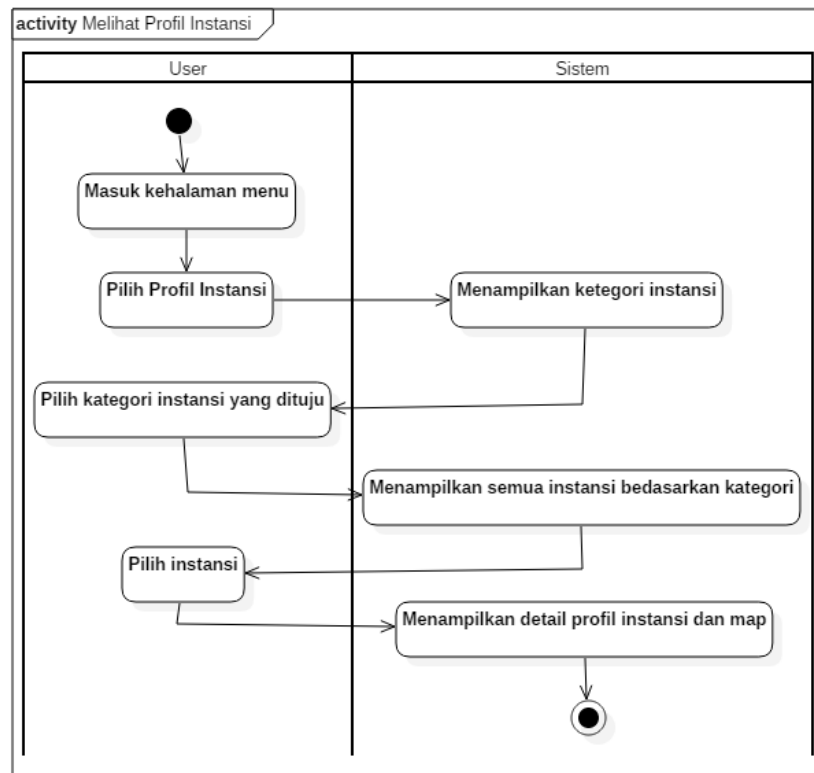 activity Melihat Profil Instansi
User
Sistem
Masuk kehalaman menu
Pilih Profil Instansi
Menampilkan ketegori instansi
Pilih kategori instansi yang dituju
Menampilkan semua instansi bedasarkan kategori
Pilih instansi
Menampilkan detail profil instansi dan map